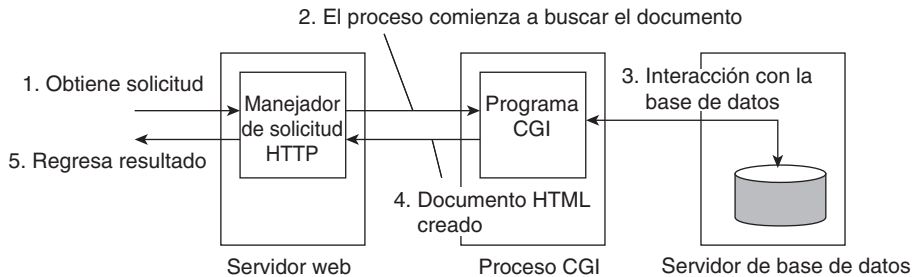 2. El proceso comienza a buscar el documento
1. Obtiene solicitud
Manejador
de solicitud
HTTP
Programa
CGI
3. Interacción con la
base de datos
5. Regresa resultado
4. Documento HTML
creado
Servidor web
Proceso CGI
Servidor de base de datos